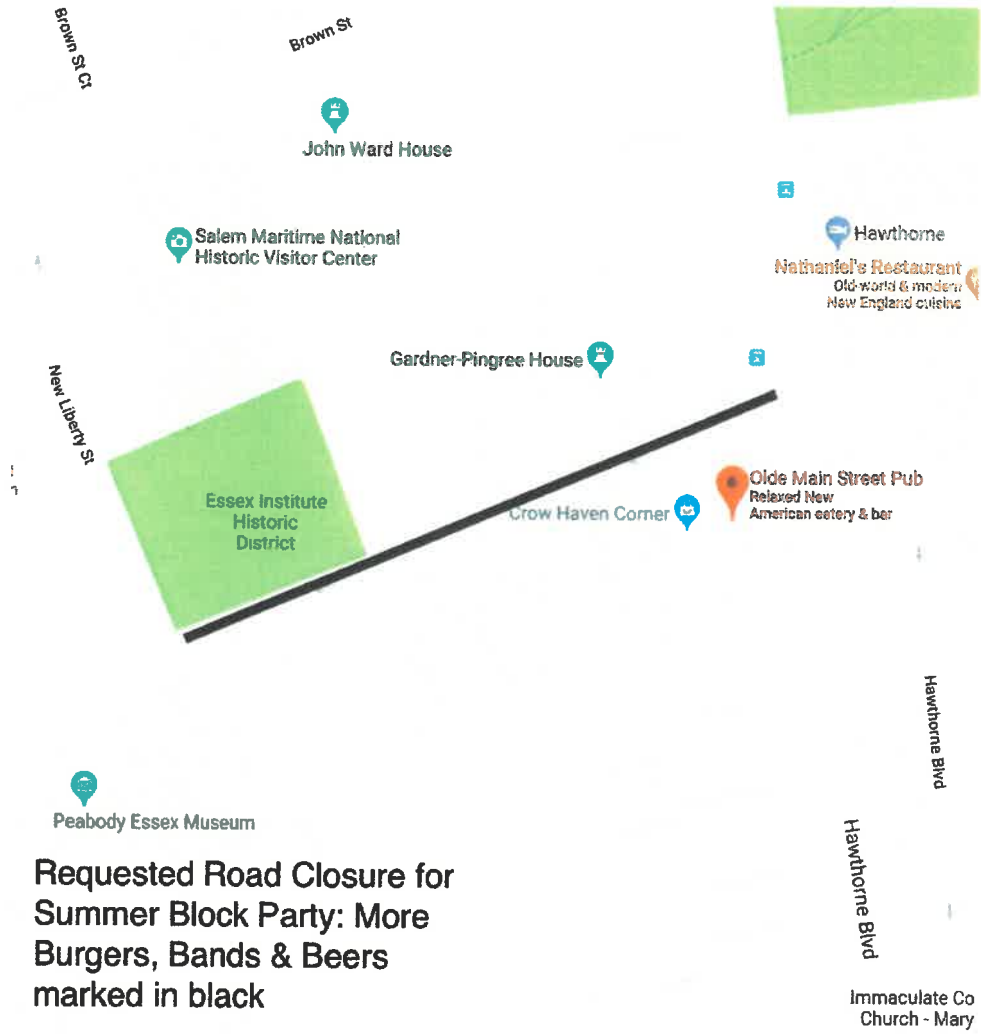 Brown St Ct
Brown St
John Ward House
Salem Maritime National
Historic Visitor Center
Hawthorne
Nathaniel's Restaurant
Old-world & modern
New England cuisine
Gardner-Pingree House
New Liberty St
Essex Institute
Historic
District
Crow Haven Corner
Olde Main Street Pub
Relaxed New
American eatery & bar
Hawthorne Blvd
Peabody Essex Museum
Hawthorne Blvd
Requested Road Closure for
Summer Block Party: More
Burgers, Bands & Beers
marked in black
Immaculate Co
Church - Mary